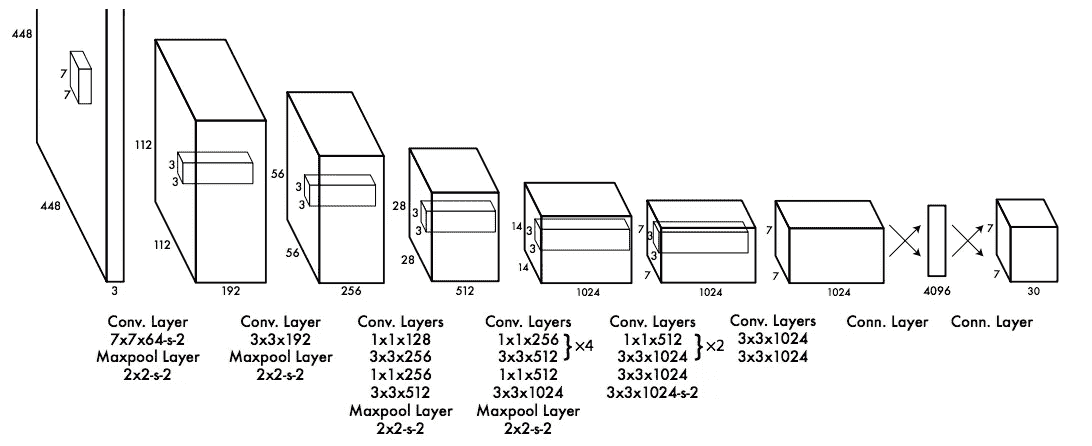 448
7
7
448
3
112
3
3
112
192
56
3
3
56
256
28
3
3
28
512
14
3
3
14
1024
7
3
3
7
1024
7
7
1024
4096
7
7
30
Conv. Layer
7x7x64-s-2
Maxpool Layer
2x2-s-2
Conv. Layer
3x3x192
Maxpool Layer
2x2-s-2
Conv. Layers
1x1x128
3x3x256
1x1x256
3x3x512
Maxpool Layer
2x2-s-2
Conv. Layers
1x1x256
3x3x512
}×4
1x1x512
3x3x1024
Maxpool Layer
2x2-s-2
Conv. Layers
1x1x512
3x3x1024
}×2
3x3x1024
3x3x1024-s-2
Conv. Layers
3x3x1024
3x3x1024
Conn. Layer
Conn. Layer